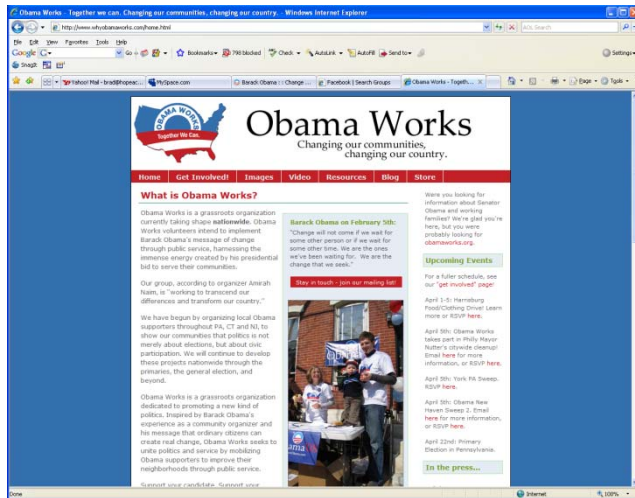 Obama Works - Together we can. Changing our communities, changing our country. - Windows Internet Explorer
http://www.whyobamaworks.com/home.html
AOL Search
File Edit View Favorites Tools Help
Google G Go Bookmarks 798 blocked Check AutoLink AutoFill Send to Settings
SnagIt
Yahoo! Mail - brad@hopeac... MySpace.com Barack Obama :: Change ... Facebook | Search Groups Obama Works - Togeth... Page Tools
OBAMA WORKS
Together We Can.
Obama Works
Changing our communities,
changing our country.
Home Get Involved! Images Video Resources Blog Store
What is Obama Works?
Obama Works is a grassroots organization
currently taking shape nationwide. Obama
Works volunteers intend to implement
Barack Obama's message of change
through public service, harnessing the
immense energy created by his presidential
bid to serve their communities.
Our group, according to organizer Amirah
Naim, is "working to transcend our
differences and transform our country."
We have begun by organizing local Obama
supporters throughout PA, CT and NJ, to
show our communities that politics is not
merely about elections, but about civic
participation. We will continue to develop
these projects nationwide through the
primaries, the general election, and
beyond.
Obama Works is a grassroots organization
dedicated to promoting a new kind of
politics. Inspired by Barack Obama's
experience as a community organizer and
his message that ordinary citizens can
create real change, Obama Works seeks to
unite politics and service by mobilizing
Obama supporters to improve their
neighborhoods through public service.
Support your candidate. Support your
Barack Obama on February 5th:
"Change will not come if we wait for
some other person or if we wait for
some other time. We are the ones
we've been waiting for. We are the
change that we seek."
Stay in touch - join our mailing list!
OBAMA
Were you looking for
information about Senator
Obama and working
families? We're glad you're
here, but you were
probably looking for
obamaworks.org.
Upcoming Events
For a fuller schedule, see
our "get involved" page!
April 1-5: Harrisburg
Food/Clothing Drive! Learn
more or RSVP here.
April 5th: Obama Works
takes part in Philly Mayor
Nutter's citywide cleanup!
Email here for more
information, or RSVP here.
April 5th: York PA Sweep.
RSVP here.
April 5th: Obama New
Haven Sweep 2. Email
here for more information,
or RSVP here.
April 22nd: Primary
Election in Pennsylvania.
In the press...
Done Internet 100%